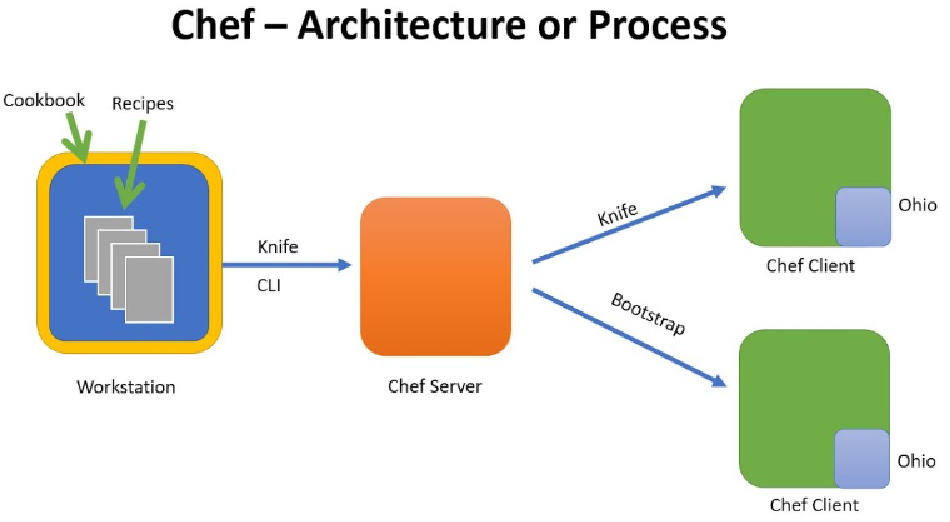 Chef – Architecture or Process
Cookbook
Recipes
Knife
CLI
Workstation
Chef Server
Knife
Bootstrap
Ohio
Chef Client
Ohio
Chef Client